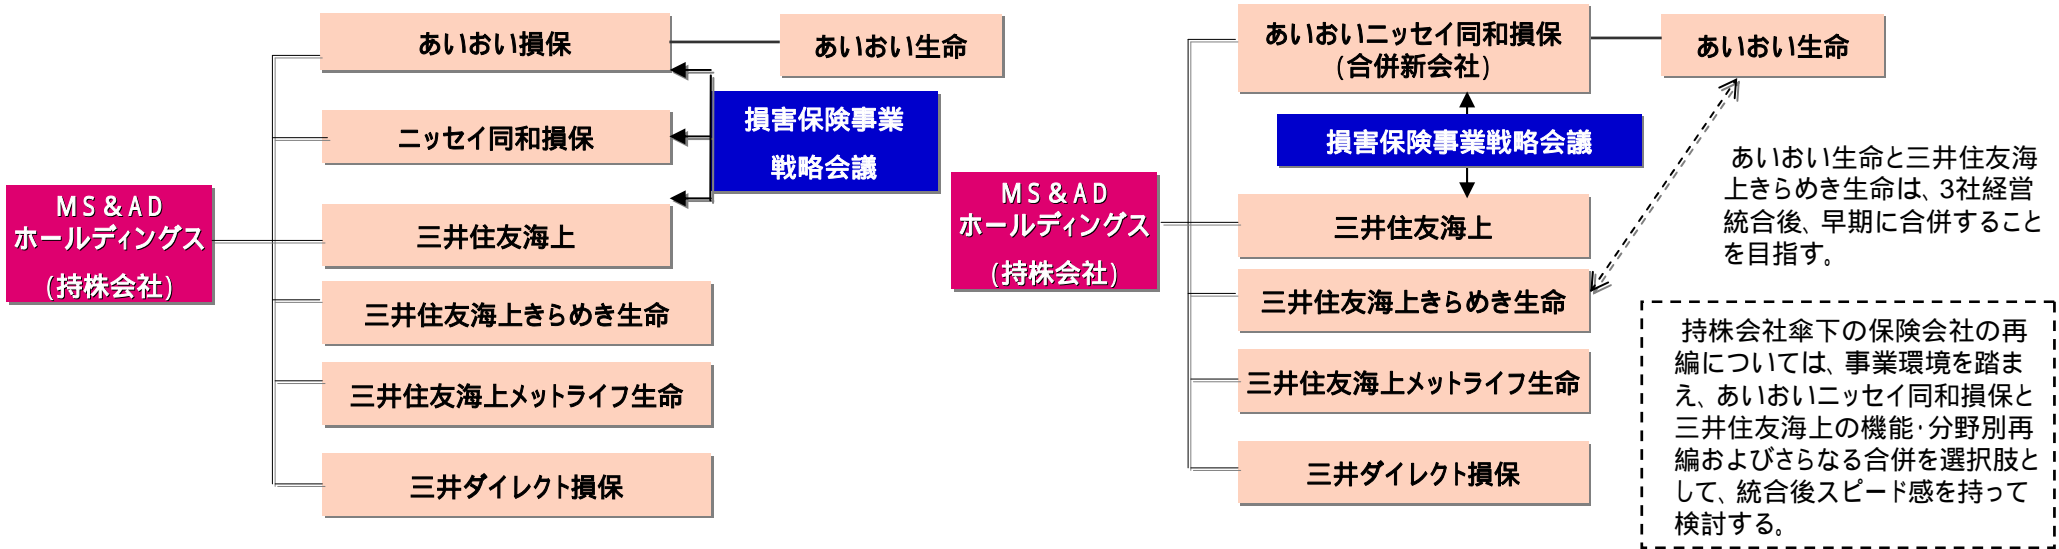 あいおい損保
あいおい生命
損害保険事業
戦略会議
ニッセイ同和損保
三井住友海上
MS&AD
ホールディングス
(持株会社)
三井住友海上きらめき生命
三井住友海上メットライフ生命
三井ダイレクト損保
あいおいニッセイ同和損保
(合併新会社)
あいおい生命
損害保険事業戦略会議
MS&AD
ホールディングス
(持株会社)
三井住友海上
三井住友海上きらめき生命
三井住友海上メットライフ生命
三井ダイレクト損保
あいおい生命と三井住友海
上きらめき生命は、3社経営
統合後、早期に合併すること
を目指す。
持株会社傘下の保険会社の再
編については、事業環境を踏ま
え、あいおいニッセイ同和損保と
三井住友海上の機能・分野別再
編およびさらなる合併を選択肢と
して、統合後スピード感を持って
検討する。